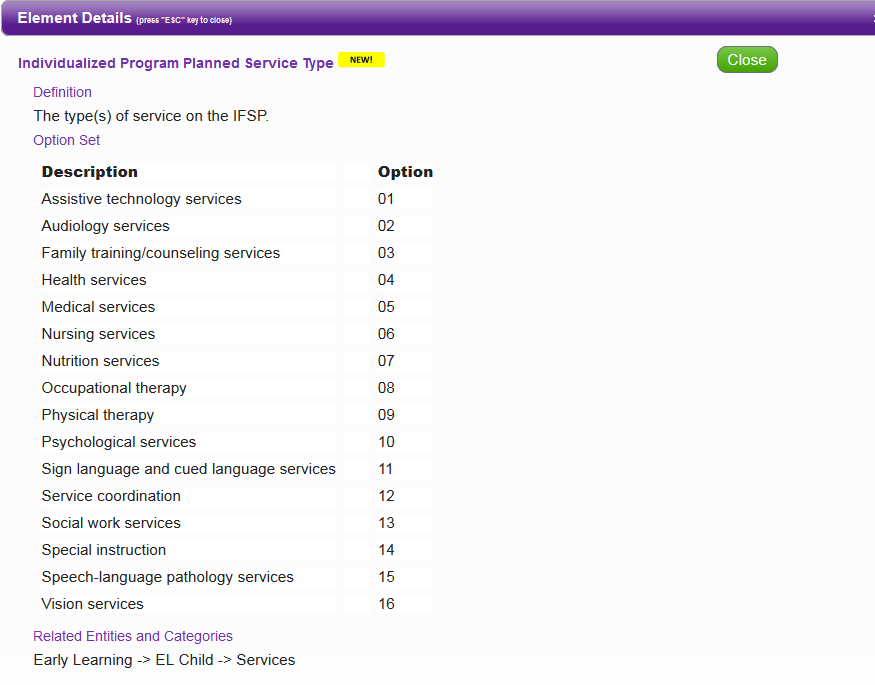 Element Details (press "ESC" key to close)
Individualized Program Planned Service Type NEW!
Close
Definition
The type(s) of service on the IFSP.
Option Set
Description Option
Assistive technology services 01
Audiology services 02
Family training/counseling services 03
Health services 04
Medical services 05
Nursing services 06
Nutrition services 07
Occupational therapy 08
Physical therapy 09
Psychological services 10
Sign language and cued language services 11
Service coordination 12
Social work services 13
Special instruction 14
Speech-language pathology services 15
Vision services 16
Related Entities and Categories
Early Learning -> EL Child -> Services